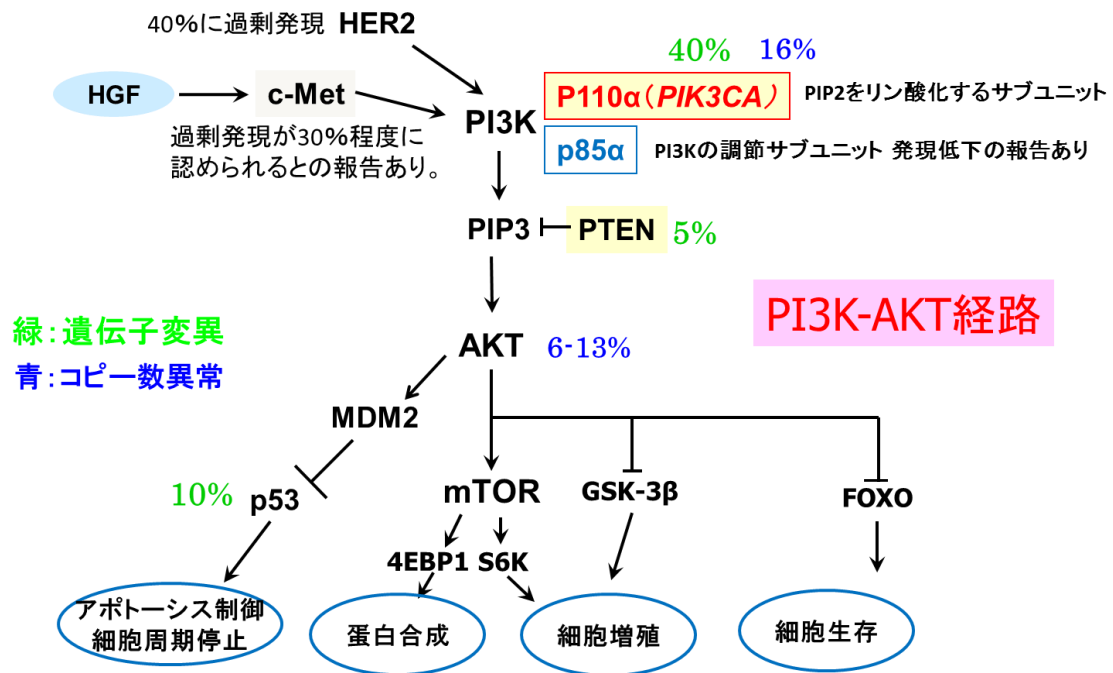 40%に過剰発現 HER2
40% 16%
HGF
c-Met
P110α(PIK3CA)
PIP2をリン酸化するサブユニット
PI3K
過剰発現が30%程度に
認められるとの報告あり。
p85α
PI3Kの調節サブユニット 発現低下の報告あり
PIP3
PTEN
5%
PI3K-AKT経路
緑:遺伝子変異
青:コピー数異常
AKT
6-13%
MDM2
10%
p53
mTOR
GSK-3β
FOXO
4EBP1 S6K
アポトーシス制御
細胞周期停止
蛋白合成
細胞増殖
細胞生存